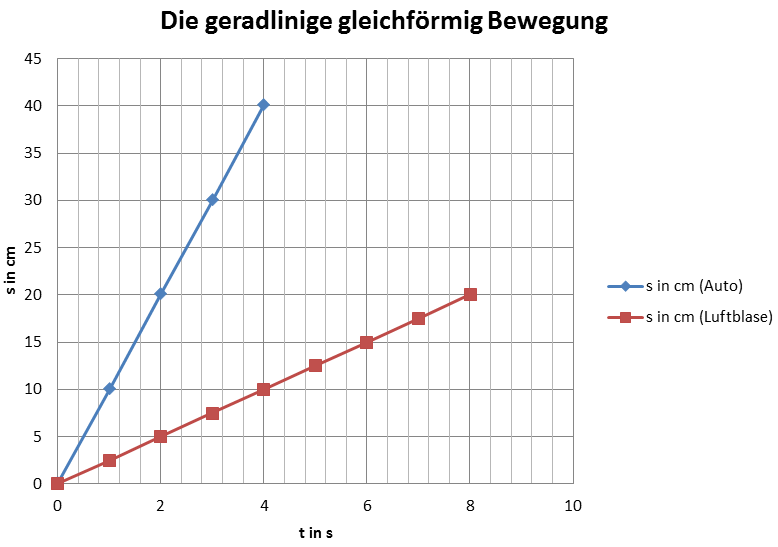 Die geradlinige gleichförmig Bewegung
45
40
35
30
25
20
15
10
5
0
s in cm
0 2 4 6 8 10
t in s
s in cm (Auto)
s in cm (Luftblase)